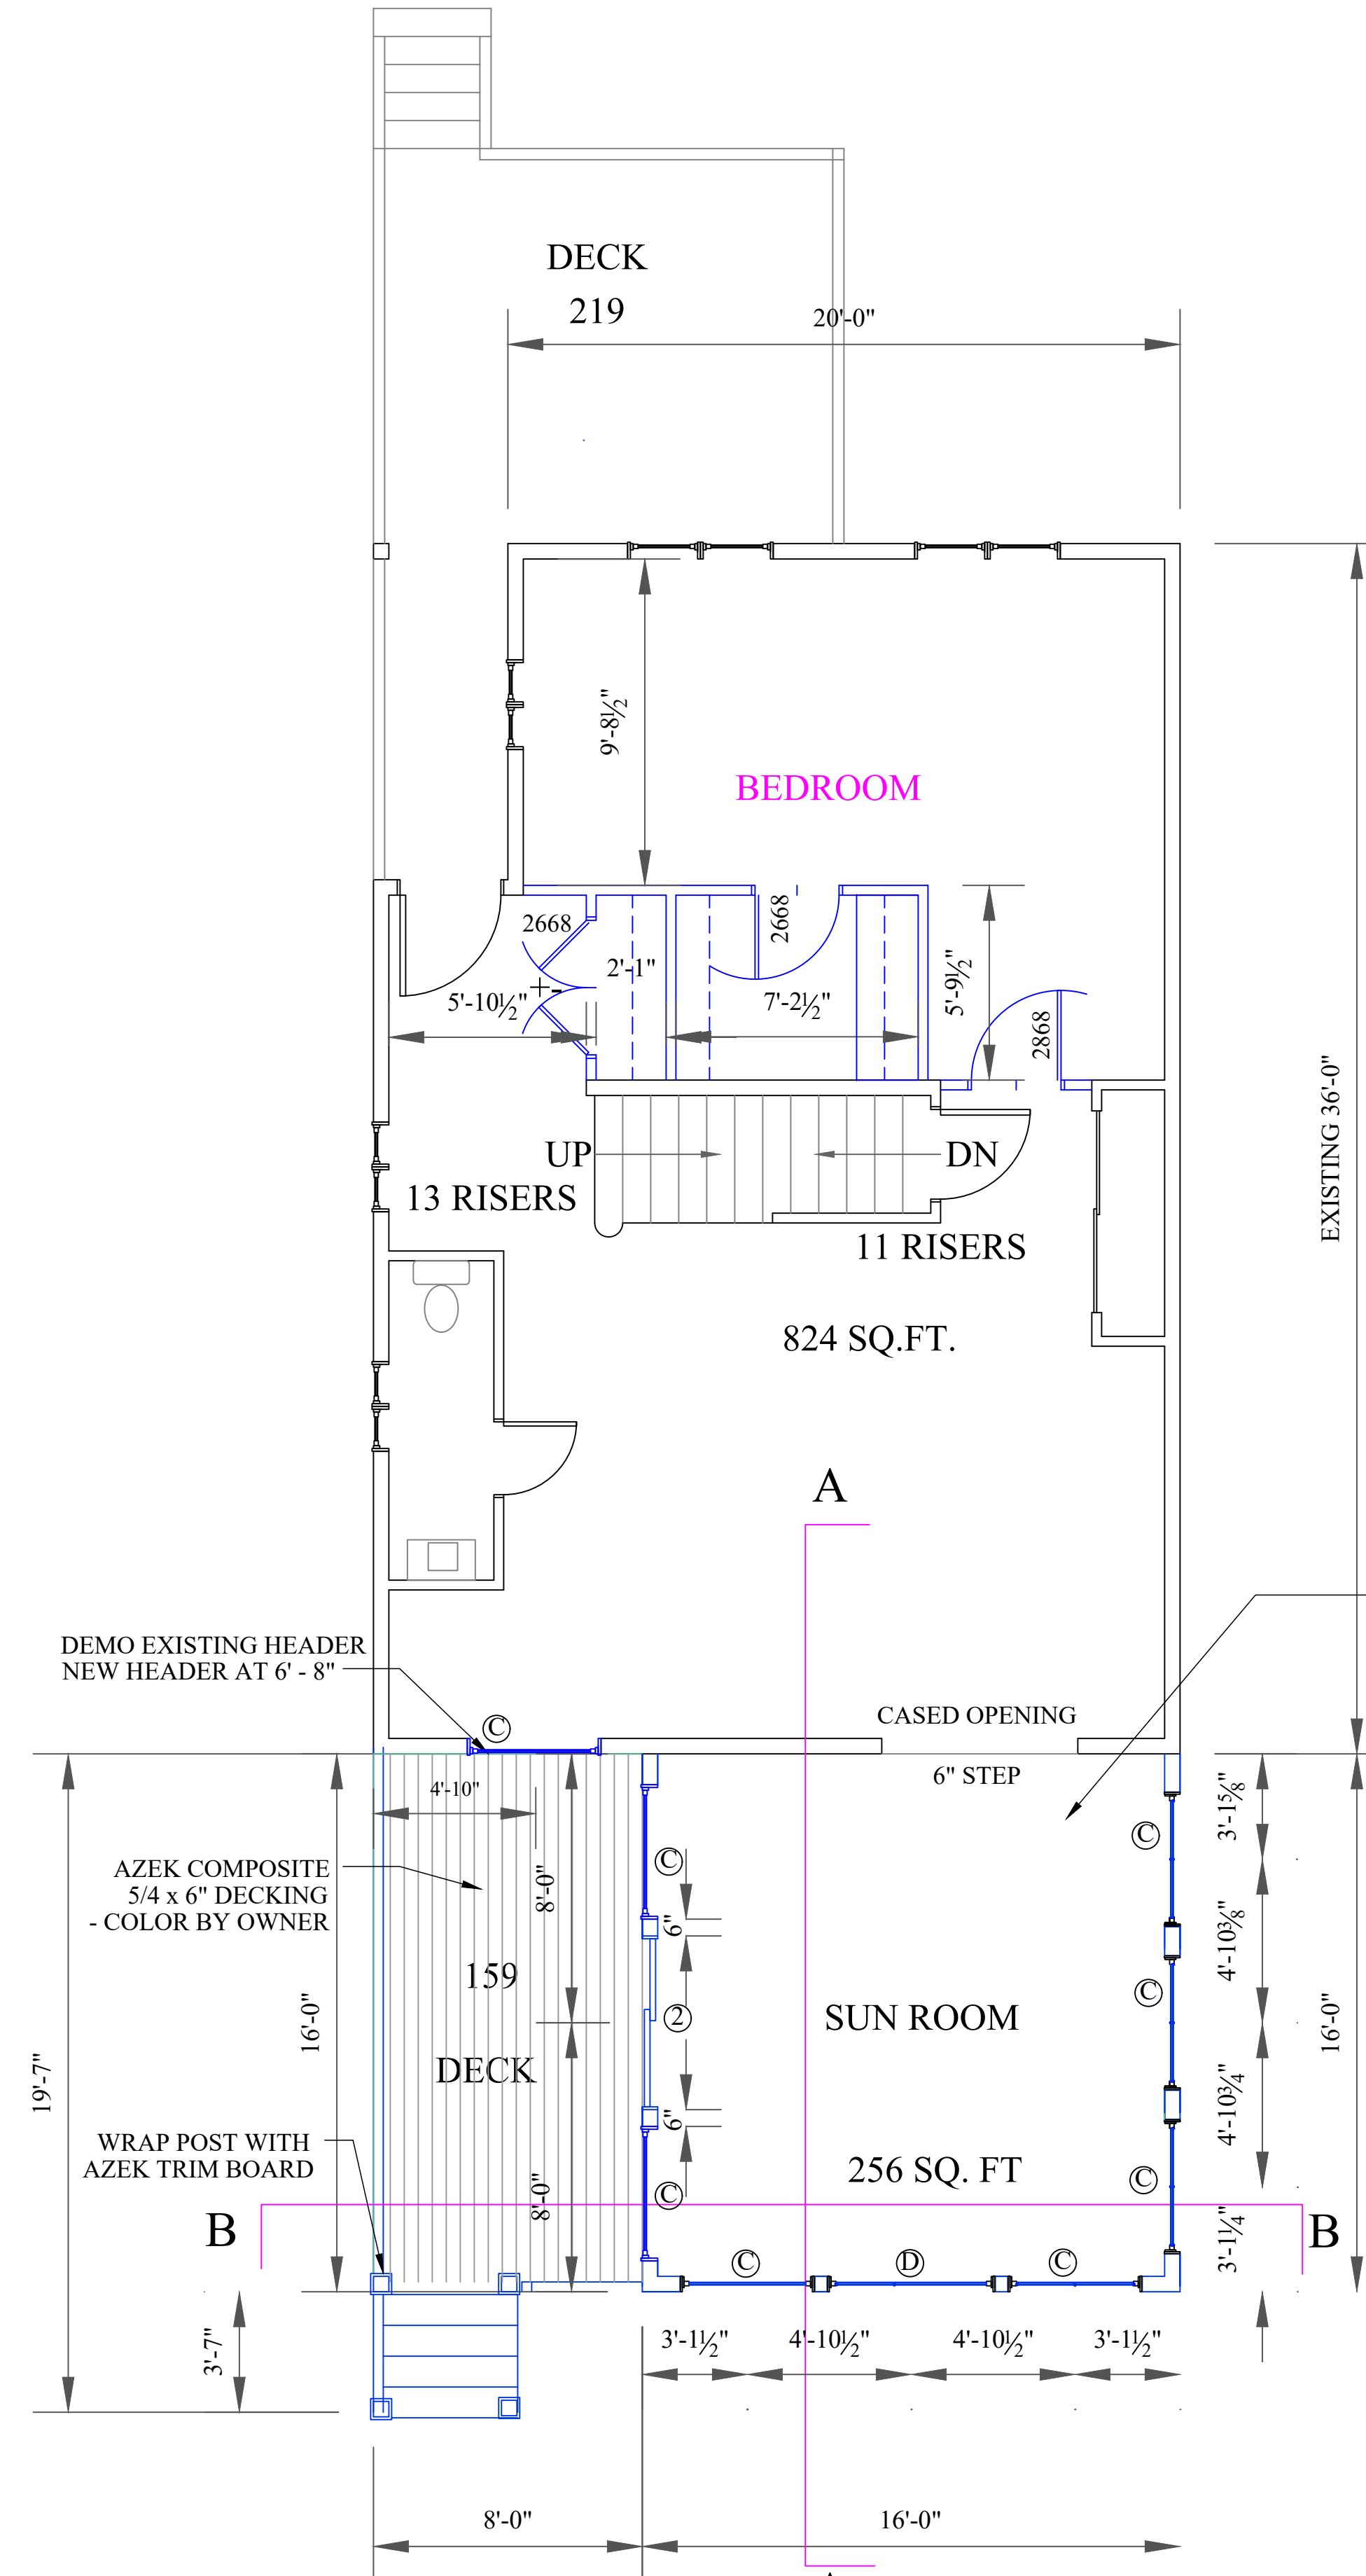 DECK
219
20'-0"
9'-8½"
BEDROOM
2668
2668
2'-1"
5'-10½"
7'-2½"
5'-9½"
2868
EXISTING 36'-0"
UP
DN
13 RISERS
11 RISERS
824 SQ.FT.
A
DEMO EXISTING HEADER
NEW HEADER AT 6' - 8"
C
CASED OPENING
6" STEP
4'-10"
3'-1⅝"
C
C
AZEK COMPOSITE
5/4 x 6" DECKING
- COLOR BY OWNER
8'-0"
6"
4'-10⅜"
159
C
2
SUN ROOM
16'-0"
16'-0"
19'-7"
DECK
6"
4'-10¾"
WRAP POST WITH
AZEK TRIM BOARD
256 SQ. FT
C
C
8'-0"
B
B
3'-1¼"
C
D
C
3'-7"
3'-1½"
4'-10½"
4'-10½"
3'-1½"
8'-0"
16'-0"